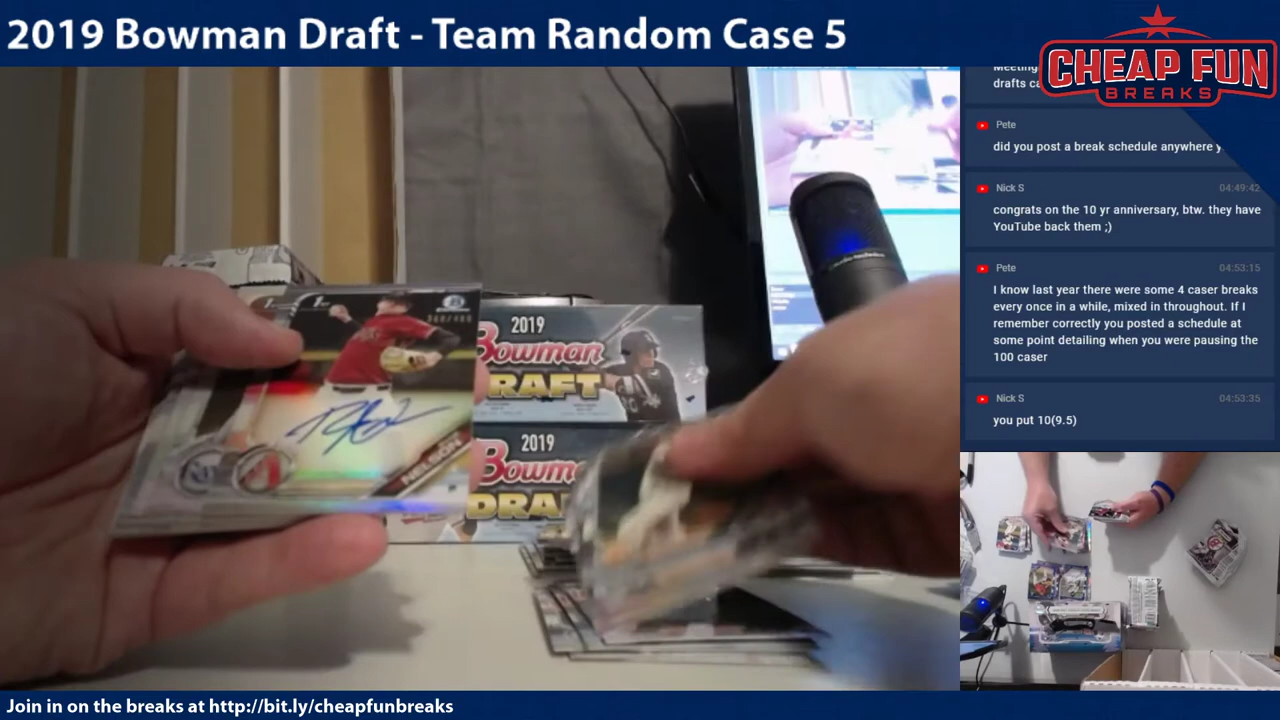 2019 Bowman Draft - Team Random Case 5
CHEAP FUN
BREAKS
drafts
Pete
did you post a break schedule anywhere
Nick S 04:49:42
congrats on the 10 yr anniversary, btw. they have
YouTube back them ;)
Pete 04:53:15
I know last year there were some 4 caser breaks
every once in a while, mixed in throughout. If I
remember correctly you posted a schedule at
some point detailing when you were pausing the
100 caser
Nick S 04:53:35
you put 10(9.5)
1st
NELSON
2019
Bowman
RAFT
2019
Bowm
DRA
audio-technica
Join in on the breaks at http://bit.ly/cheapfunbreaks